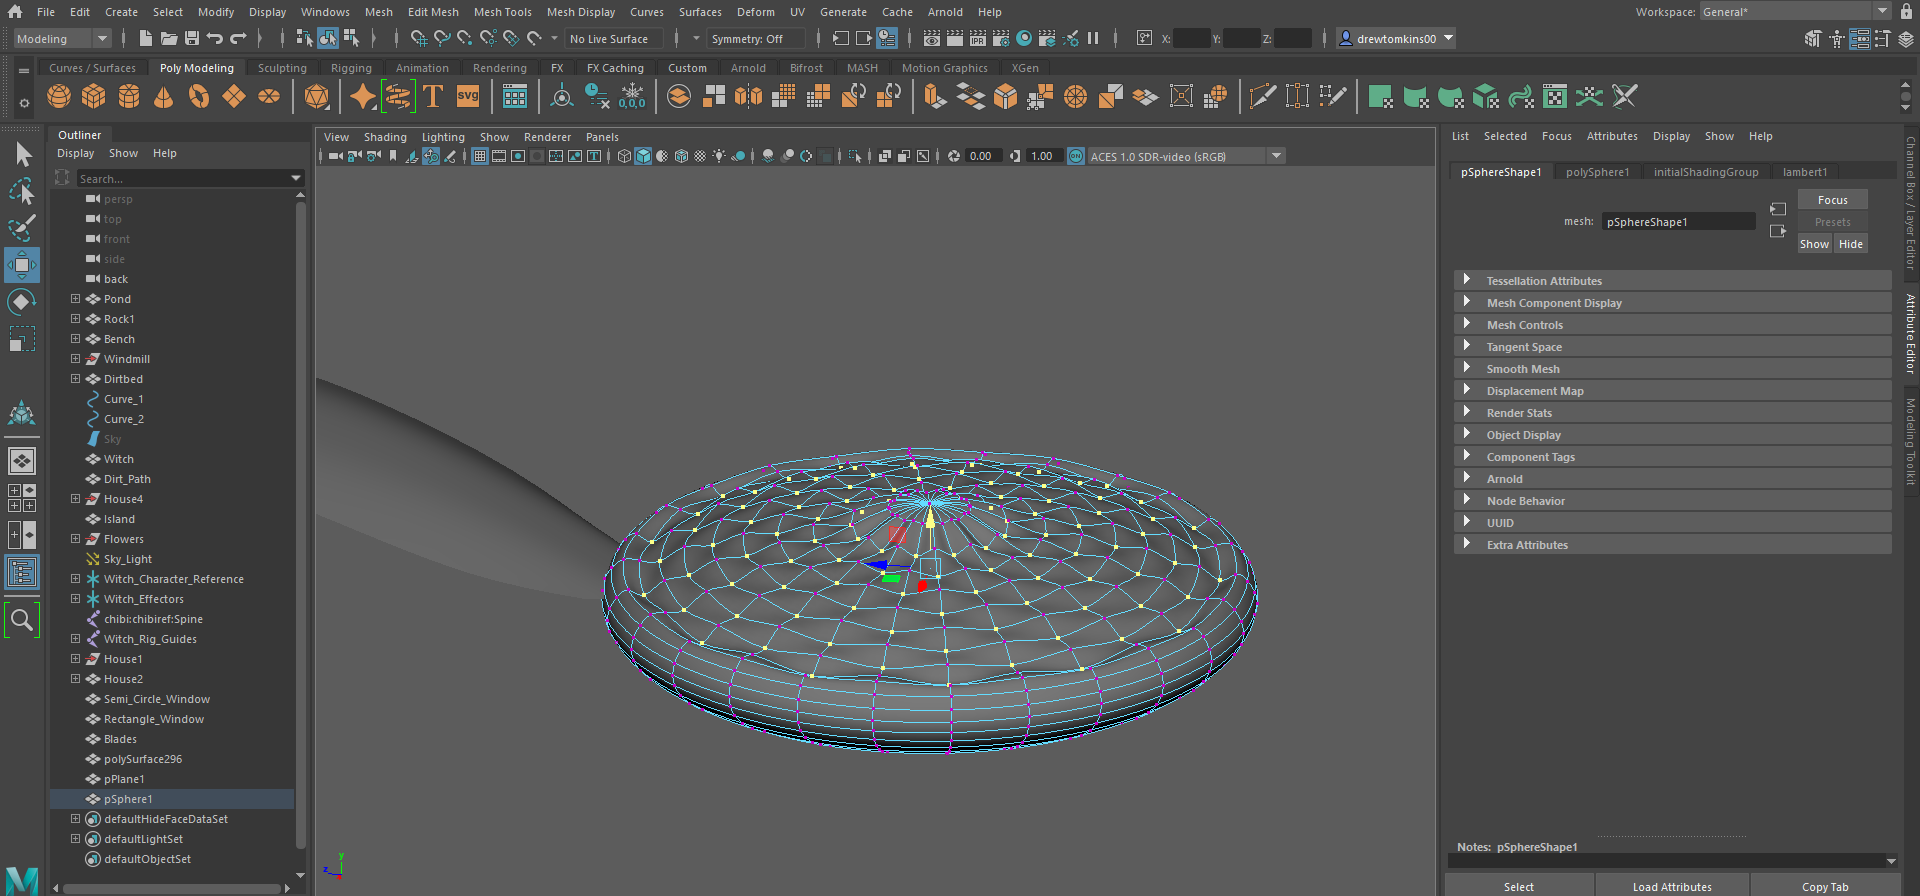 File Edit Create Select Modify Display Windows Mesh Edit Mesh Mesh Tools Mesh Display Curves Surfaces Deform UV Generate Cache Arnold Help Workspace: General*
Modeling No Live Surface Symmetry: Off X: Y: Z: drewtomkins00
Curves / Surfaces Poly Modeling Sculpting Rigging Animation Rendering FX FX Caching Custom Arnold Bifrost MASH Motion Graphics XGen
T SVG 0,0,0
Outliner
Display Show Help
Search...
persp
top
front
side
back
Pond
Rock1
Bench
Windmill
Dirtbed
Curve_1
Curve_2
Sky
Witch
Dirt_Path
House4
Island
Flowers
Sky_Light
Witch_Character_Reference
Witch_Effectors
chibi:chibiref:Spine
Witch_Rig_Guides
House1
House2
Semi_Circle_Window
Rectangle_Window
Blades
polySurface296
pPlane1
pSphere1
defaultHideFaceDataSet
defaultLightSet
defaultObjectSet
View Shading Lighting Show Renderer Panels
0.00 1.00 ON ACES 1.0 SDR-video (sRGB)
y
z
List Selected Focus Attributes Display Show Help
pSphereShape1 polySphere1 initialShadingGroup lambert1
Focus
mesh: pSphereShape1 Presets
Show Hide
Tessellation Attributes
Mesh Component Display
Mesh Controls
Tangent Space
Smooth Mesh
Displacement Map
Render Stats
Object Display
Component Tags
Arnold
Node Behavior
UUID
Extra Attributes
Notes: pSphereShape1
Select Load Attributes Copy Tab
Channel Box / Layer Editor
Attribute Editor
Modeling Toolkit